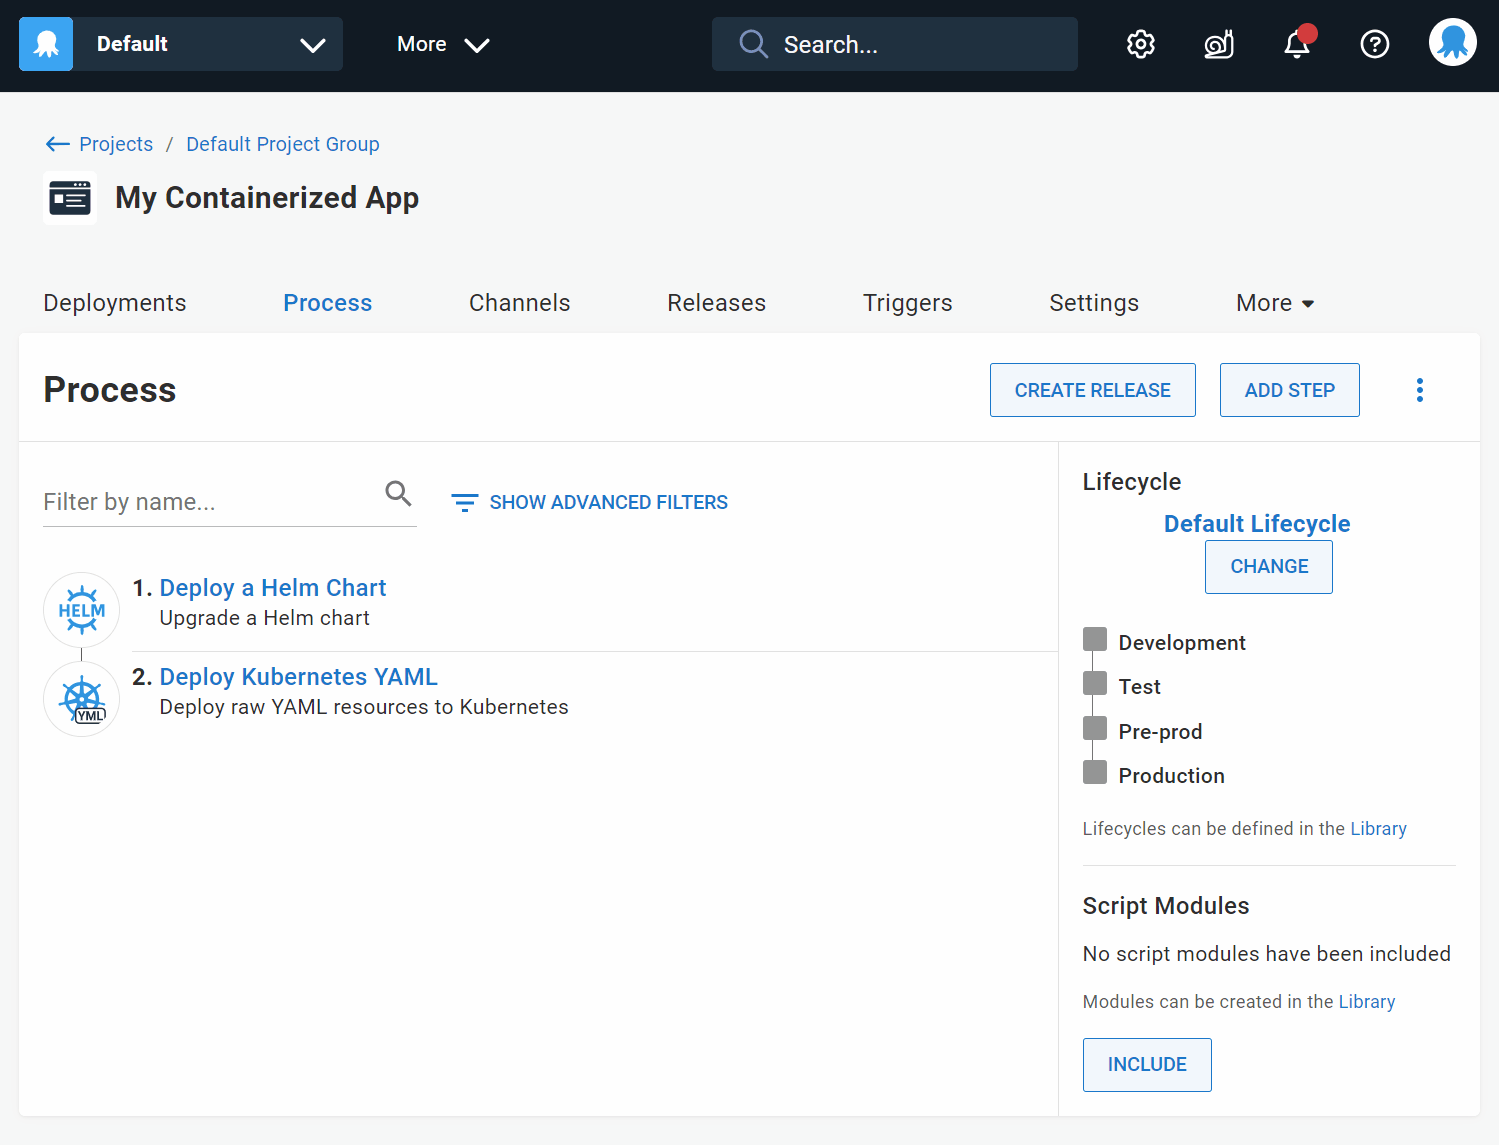 Default
More
Search...
Projects / Default Project Group
My Containerized App
Deployments Process Channels Releases Triggers Settings More
Process
CREATE RELEASE ADD STEP
Filter by name...
SHOW ADVANCED FILTERS
HELM
1. Deploy a Helm Chart
Upgrade a Helm chart
YML
2. Deploy Kubernetes YAML
Deploy raw YAML resources to Kubernetes
Lifecycle
Default Lifecycle
CHANGE
Development
Test
Pre-prod
Production
Lifecycles can be defined in the Library
Script Modules
No script modules have been included
Modules can be created in the Library
INCLUDE